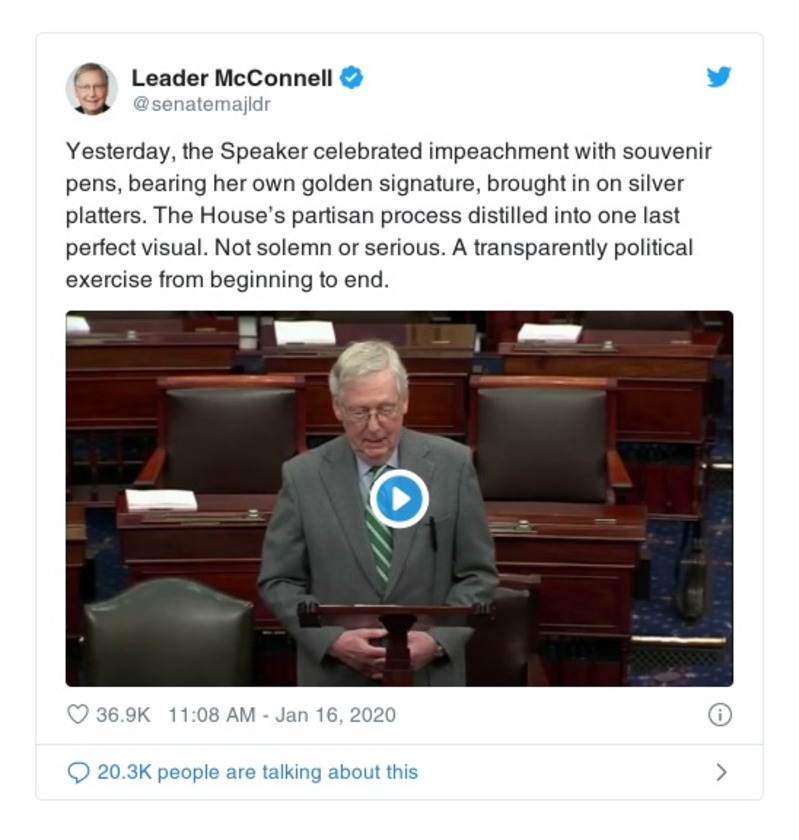 Leader McConnell
@senatemajldr
Yesterday, the Speaker celebrated impeachment with souvenir
pens, bearing her own golden signature, brought in on silver
platters. The House’s partisan process distilled into one last
perfect visual. Not solemn or serious. A transparently political
exercise from beginning to end.
36.9K 11:08 AM - Jan 16, 2020
20.3K people are talking about this